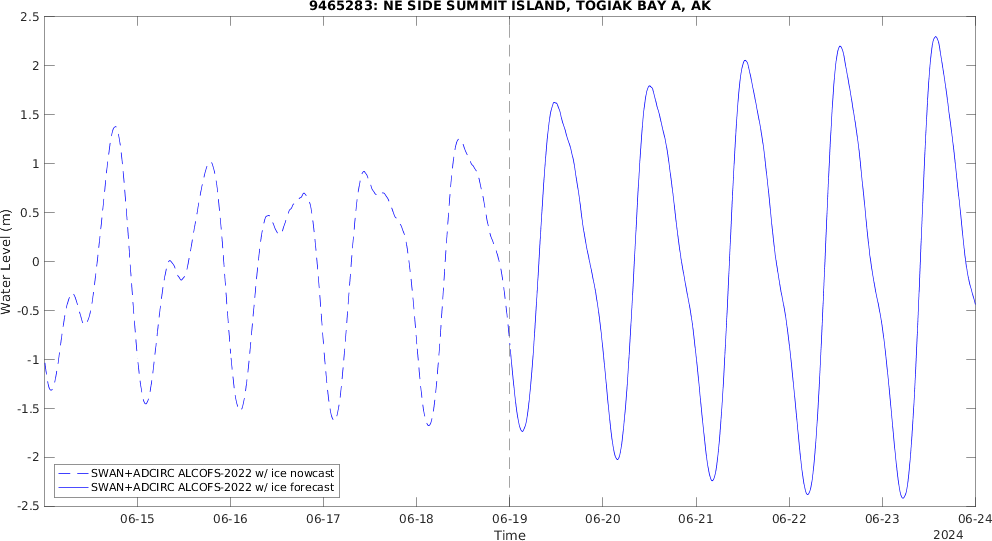 9465283: NE SIDE SUMMIT ISLAND, TOGIAK BAY A, AK
2.5
2
1.5
1
0.5
0
-0.5
-1
-1.5
-2
-2.5
Water Level (m)
SWAN+ADCIRC ALCOFS-2022 w/ ice nowcast
SWAN+ADCIRC ALCOFS-2022 w/ ice forecast
06-15 06-16 06-17 06-18 06-19 06-20 06-21 06-22 06-23 06-24
Time
2024